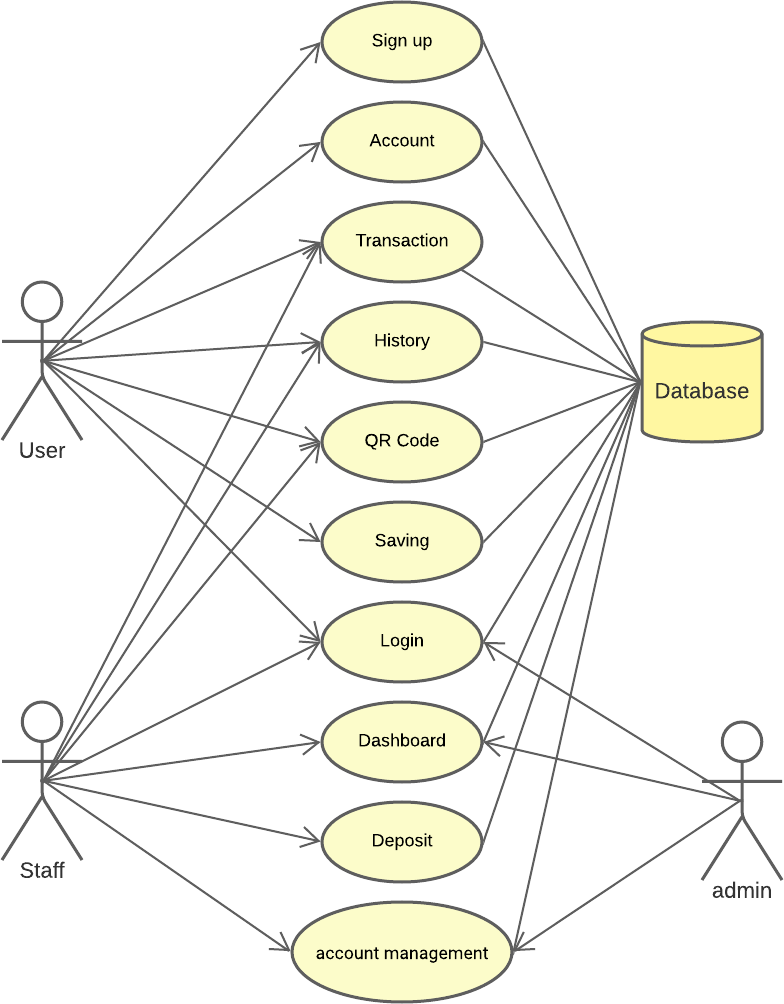 Sign up
Account
Transaction
History
QR Code
Saving
Login
Dashboard
Deposit
account management
User
Staff
Database
admin